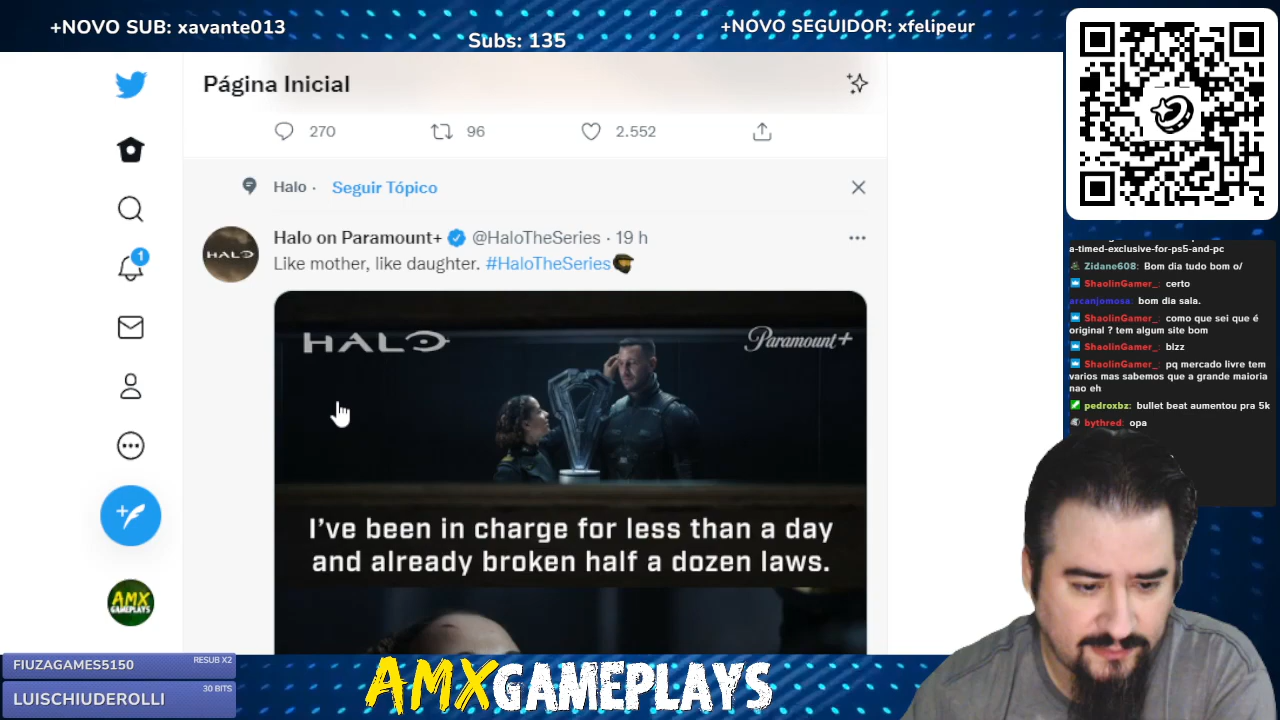 +NOVO SUB: xavante013
Subs: 135
+NOVO SEGUIDOR: xfelipeur
Página Inicial
270
96
2.552
Halo · Seguir Tópico
Halo on Paramount+ @HaloTheSeries · 19 h
Like mother, like daughter. #HaloTheSeries
HALO
HALO
Paramount+
I've been in charge for less than a day
and already broken half a dozen laws.
1
AMX
GAMEPLAYS
a-timed-exclusive-for-ps5-and-pc
Zidane608: Bom dia tudo bom o/
ShaolinGamer_: certo
arcanjomosa: bom dia sala.
ShaolinGamer_: como que sei que é
original ? tem algum site bom
ShaolinGamer_: blzz
ShaolinGamer_: pq mercado livre tem
varios mas sabemos que a grande maioria
nao eh
pedroxbz: bullet beat aumentou pra 5k
bythred: opa
FIUZAGAMES5150
RESUB X2
LUISCHIUDEROLLI
30 BITS
AMXGAMEPLAYS